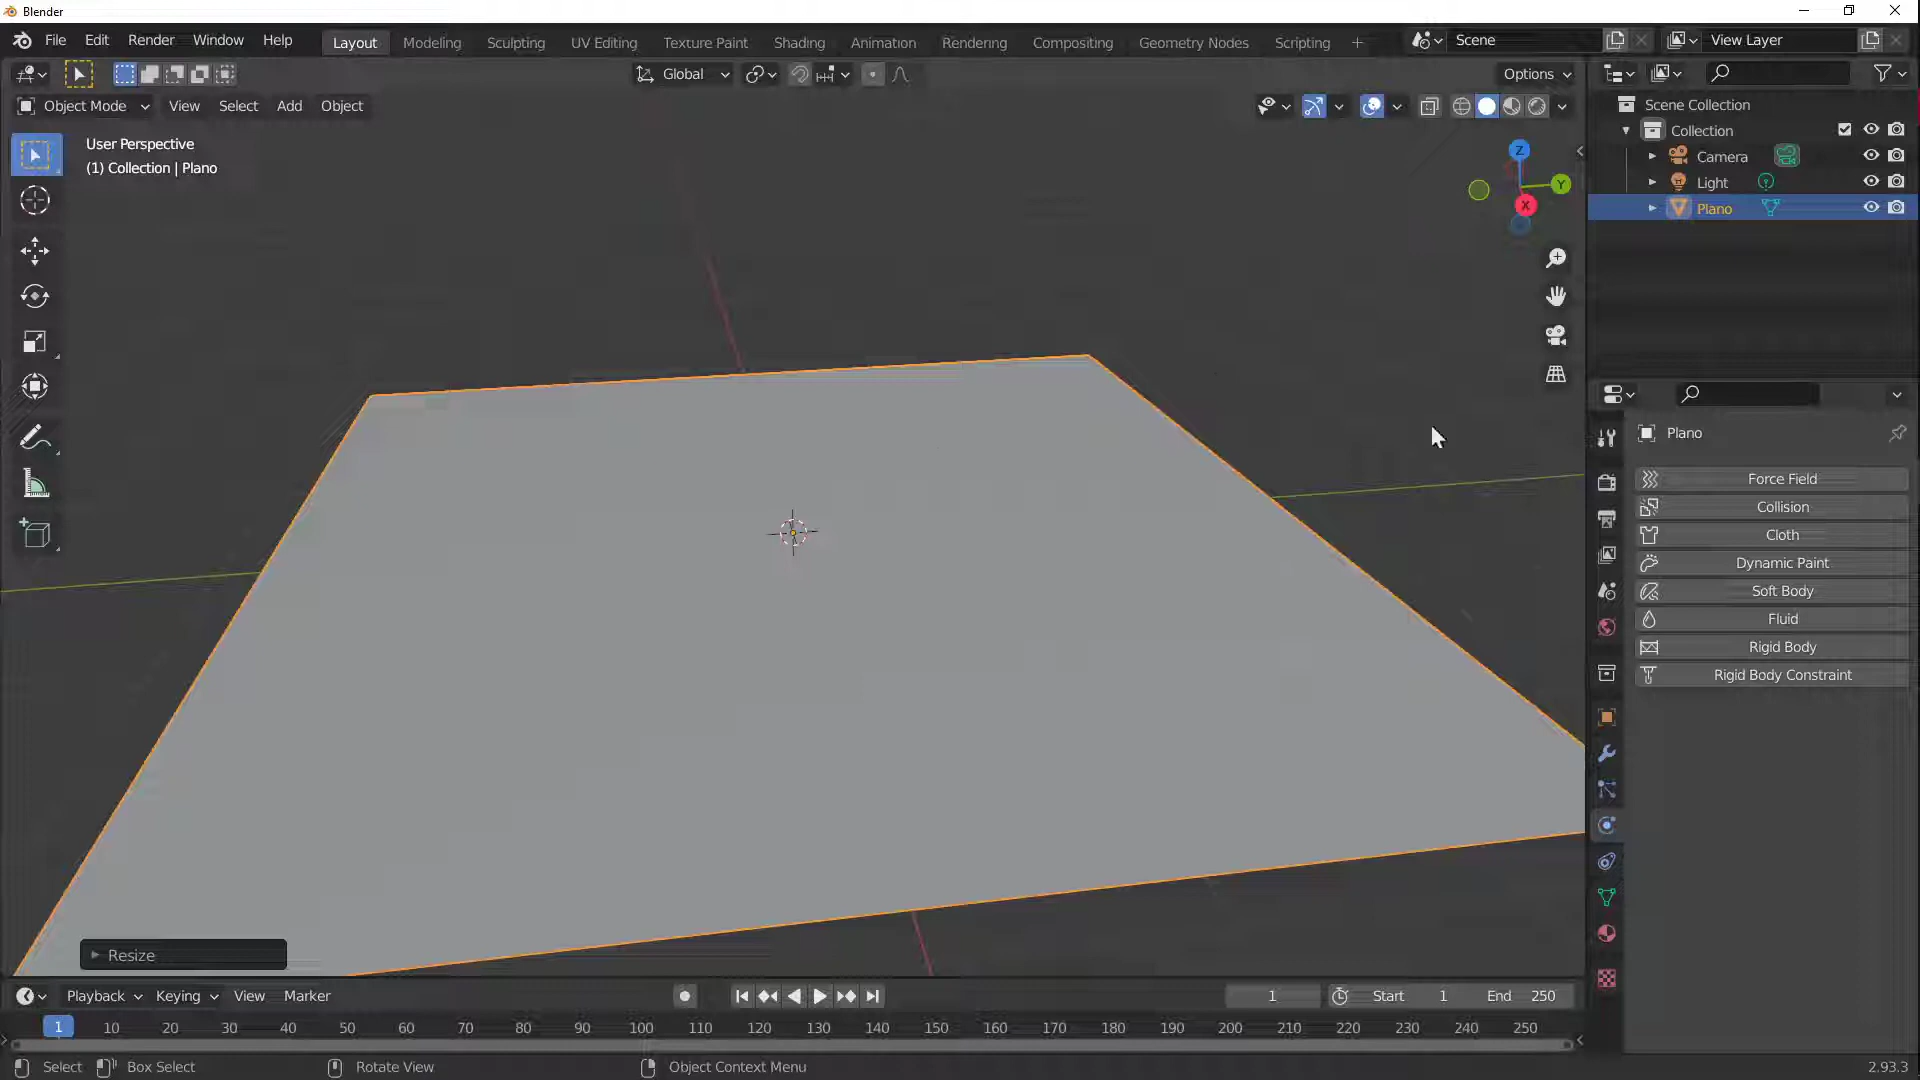 Blender
File Edit Render Window Help Layout Modeling Sculpting UV Editing Texture Paint Shading Animation Rendering Compositing Geometry Nodes Scripting + Scene View Layer
Global Options
Object Mode View Select Add Object
User Perspective
(1) Collection | Plano
Z
Y
X
Scene Collection
Collection
Camera
Light
Plano
Plano
Force Field
Collision
Cloth
Dynamic Paint
Soft Body
Fluid
Rigid Body
Rigid Body Constraint
Resize
Playback Keying View Marker 1 Start 1 End 250
1 10 20 30 40 50 60 70 80 90 100 110 120 130 140 150 160 170 180 190 200 210 220 230 240 250
Select Box Select Rotate View Object Context Menu 2.93.3